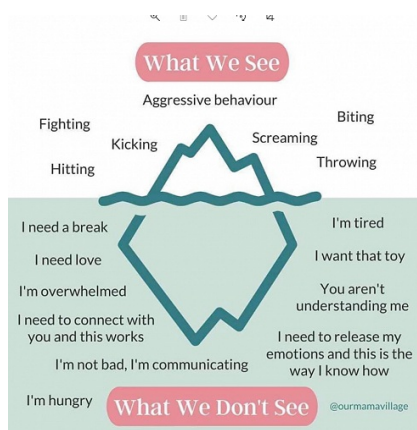 What We See
Aggressive behaviour
Fighting
Biting
Kicking
Screaming
Hitting
Throwing
I need a break
I'm tired
I need love
I want that toy
I'm overwhelmed
You aren't
understanding me
I need to connect with
you and this works
I need to release my
emotions and this is the
way I know how
I'm not bad, I'm communicating
I'm hungry
What We Don't See
@ourmamavillage